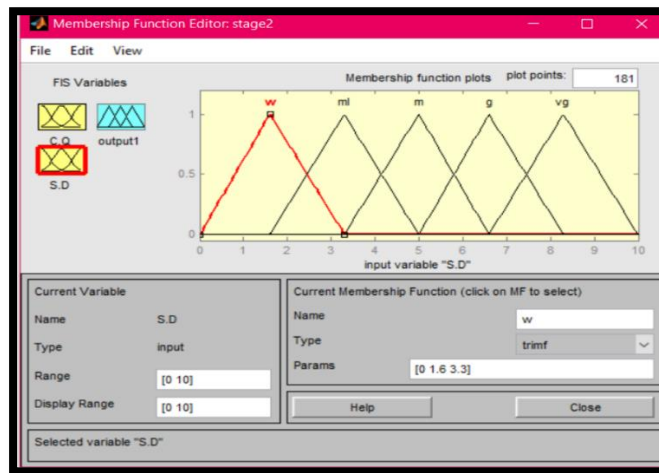 Membership Function Editor: stage2
File Edit View
FIS Variables
Membership function plots plot points: 181
C.Q output1
S.D
w ml m g vg
1
0.5
0
0 1 2 3 4 5 6 7 8 9 10
input variable "S.D"
Current Variable
Name S.D
Type input
Range [0 10]
Display Range [0 10]
Current Membership Function (click on MF to select)
Name w
Type trimf
Params [0 1.6 3.3]
Help Close
Selected variable "S.D"